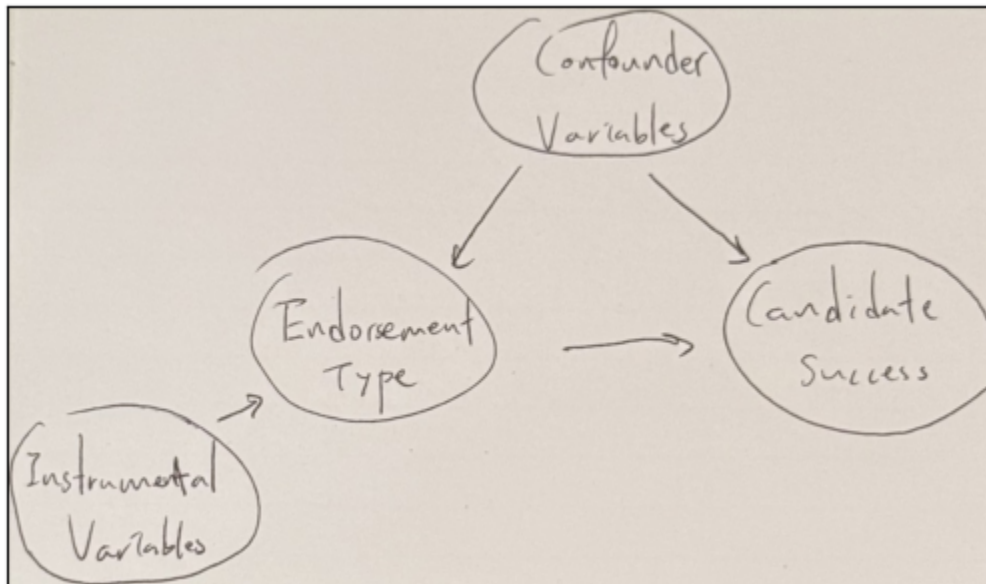 Confounder
Variables
Endorsement
Type
Candidate
Success
Instrumental
Variables